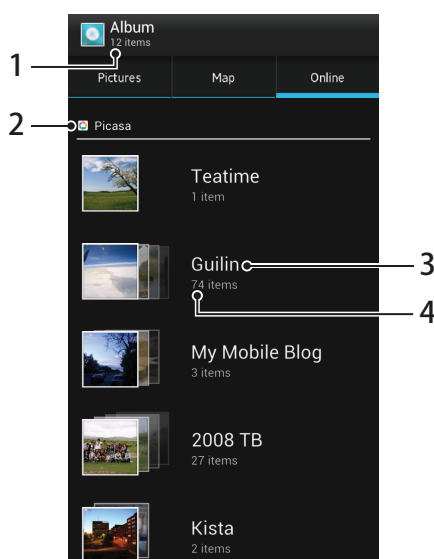 Album
12 items
1
Pictures Map Online
2 Picasa
Teatime
1 item
Guilin 3
74 items
4
My Mobile Blog
3 items
2008 TB
27 items
Kista
2 items